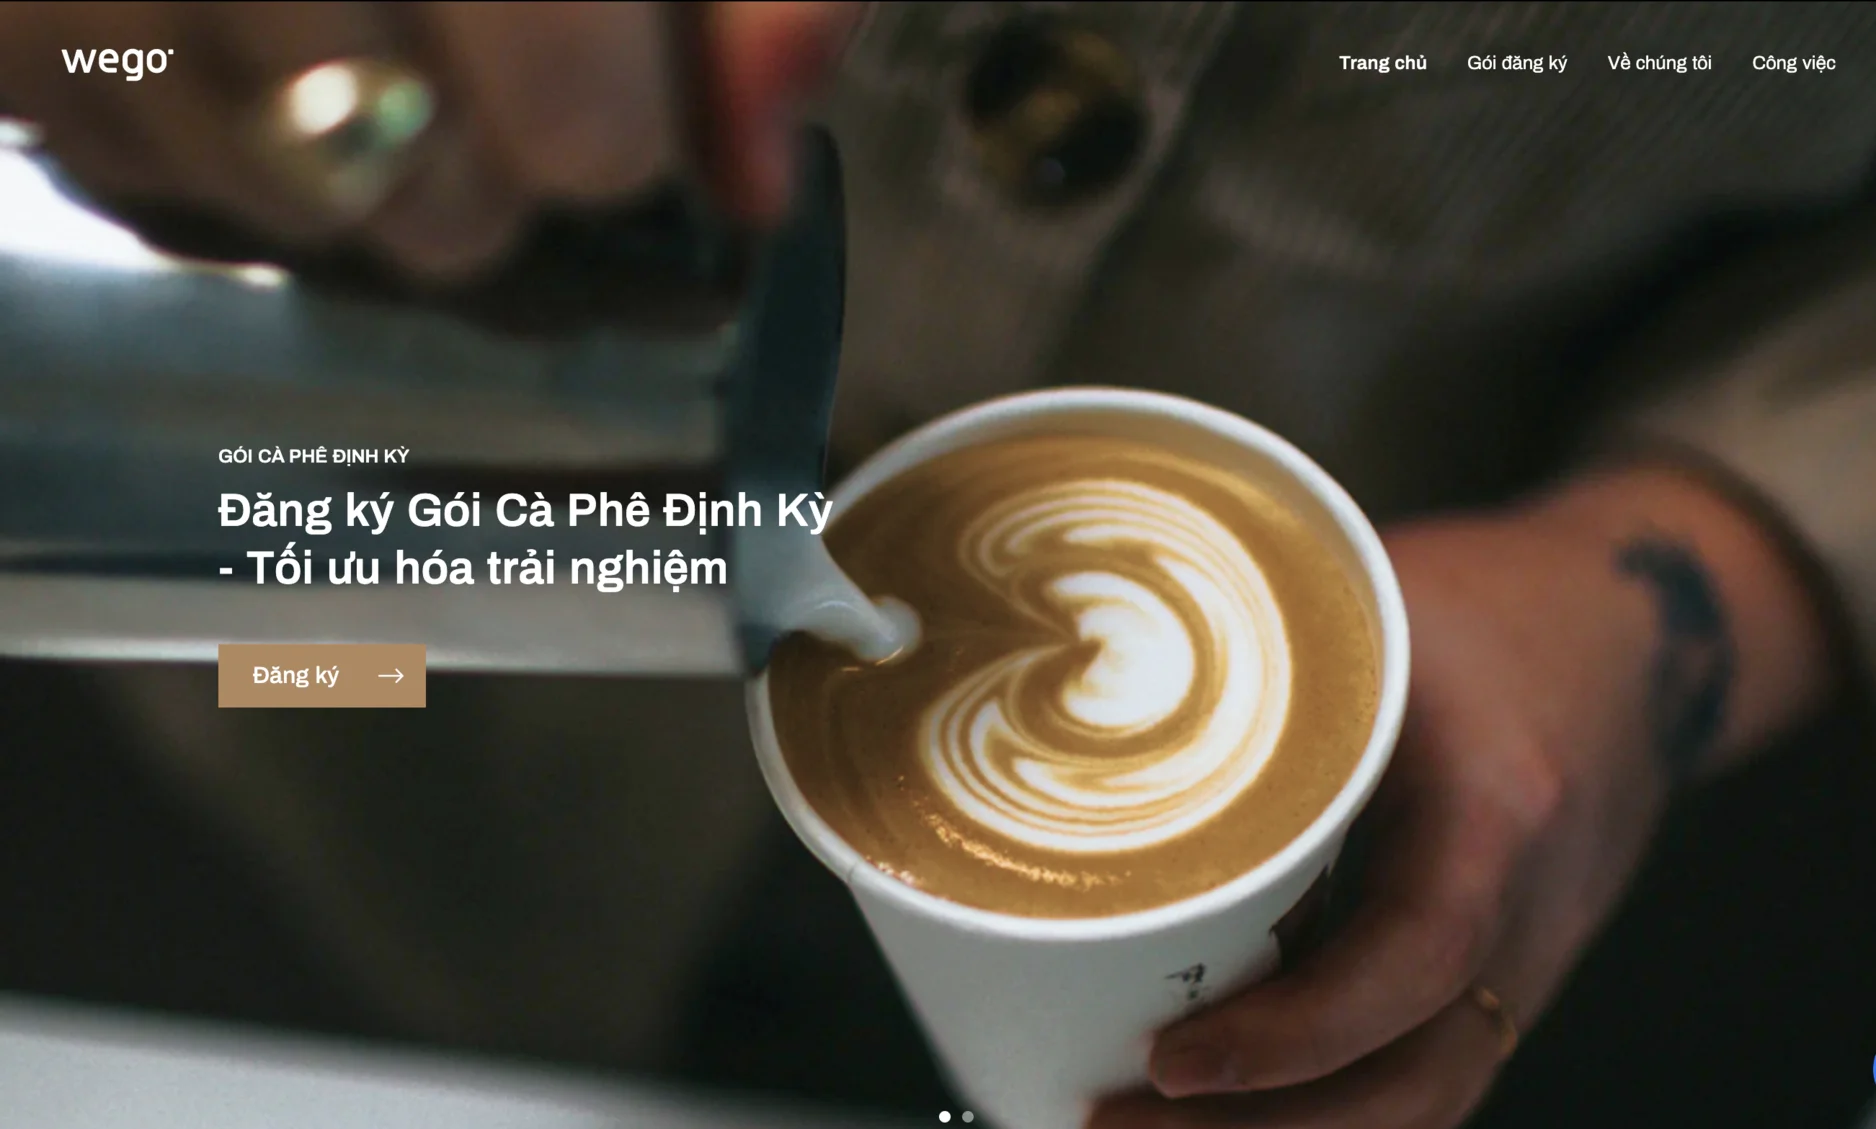 wego
Trang chủ
Gói đăng ký
Về chúng tôi
Công việc
GÓI CÀ PHÊ ĐỊNH KỲ
Đăng ký Gói Cà Phê Định Kỳ
- Tối ưu hóa trải nghiệm
Đăng ký